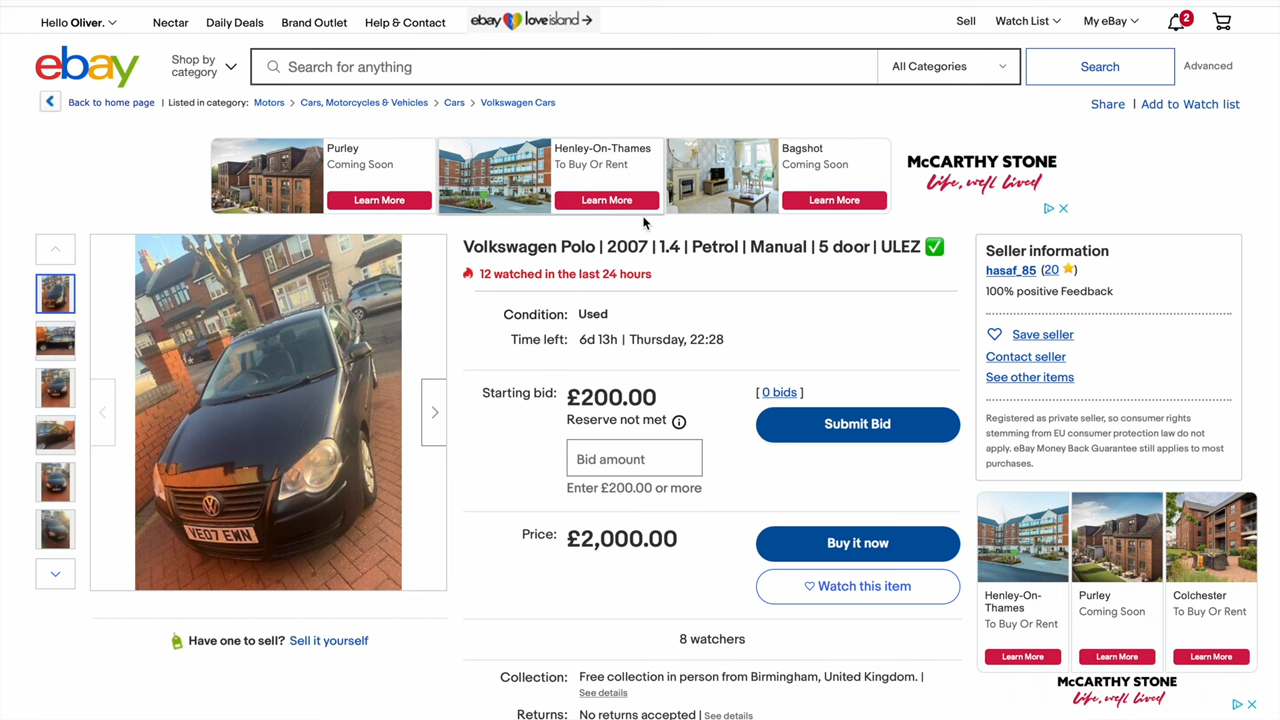 Hello Oliver.
Nectar
Daily Deals
Brand Outlet
Help & Contact
ebay love island
Sell
Watch List
My eBay
2
ebay
Shop by
category
Search for anything
All Categories
Search
Advanced
Back to home page | Listed in category: Motors > Cars, Motorcycles & Vehicles > Cars > Volkswagen Cars
Share | Add to Watch list
Purley
Coming Soon
Learn More
Henley-On-Thames
To Buy Or Rent
Learn More
Bagshot
Coming Soon
Learn More
McCARTHY STONE
Life, well lived
Volkswagen Polo | 2007 | 1.4 | Petrol | Manual | 5 door | ULEZ ✅
12 watched in the last 24 hours
Condition: Used
Time left: 6d 13h | Thursday, 22:28
Starting bid: £200.00
[ 0 bids ]
Reserve not met
Submit Bid
Bid amount
Enter £200.00 or more
Price: £2,000.00
Buy it now
Watch this item
8 watchers
Collection: Free collection in person from Birmingham, United Kingdom. |
See details
Returns: No returns accepted | See details
VE07 EWN
Have one to sell? Sell it yourself
Seller information
hasaf_85 (20 ⭐)
100% positive Feedback
Save seller
Contact seller
See other items
Registered as private seller, so consumer rights
stemming from EU consumer protection law do not
apply. eBay Money Back Guarantee still applies to most
purchases.
Henley-On-
Thames
To Buy Or Rent
Learn More
Purley
Coming Soon
Learn More
Colchester
To Buy Or Rent
Learn More
McCARTHY STONE
Life, well lived